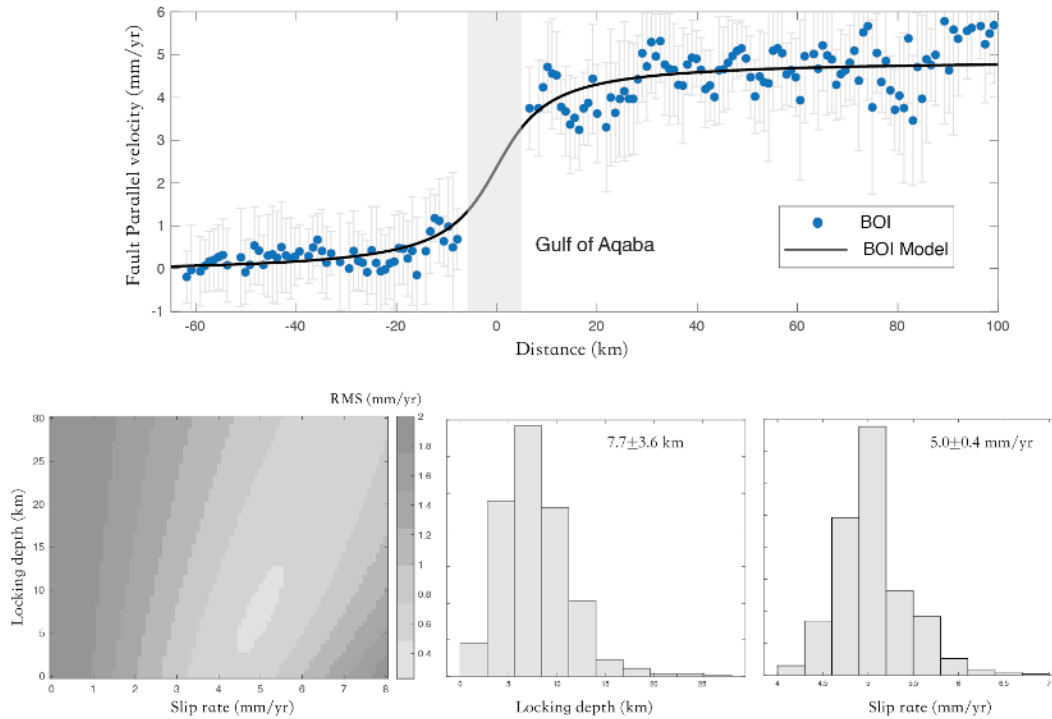 Fault Parallel velocity (mm/yr)
6
5
4
3
2
1
0
-1
Gulf of Aqaba
BOI
BOI Model
-60 -40 -20 0 20 40 60 80 100
Distance (km)
RMS (mm/yr)
Locking depth (km)
30
25
20
15
10
5
0
0 1 2 3 4 5 6 7 8
Slip rate (mm/yr)
2
1.8
1.6
1.4
1.2
1
0.8
0.6
0.4
7.7±3.6 km
0 5 10 15 20 25
Locking depth (km)
5.0±0.4 mm/yr
4 4.5 5 5.5 6 6.5 7
Slip rate (mm/yr)